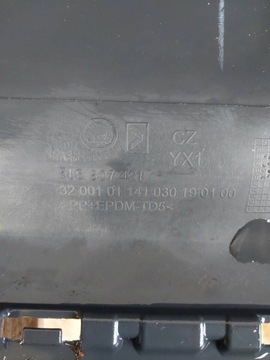 CZ
YX1
32 001 01 141 030 19 01 00
>PP+EPDM-TD5<